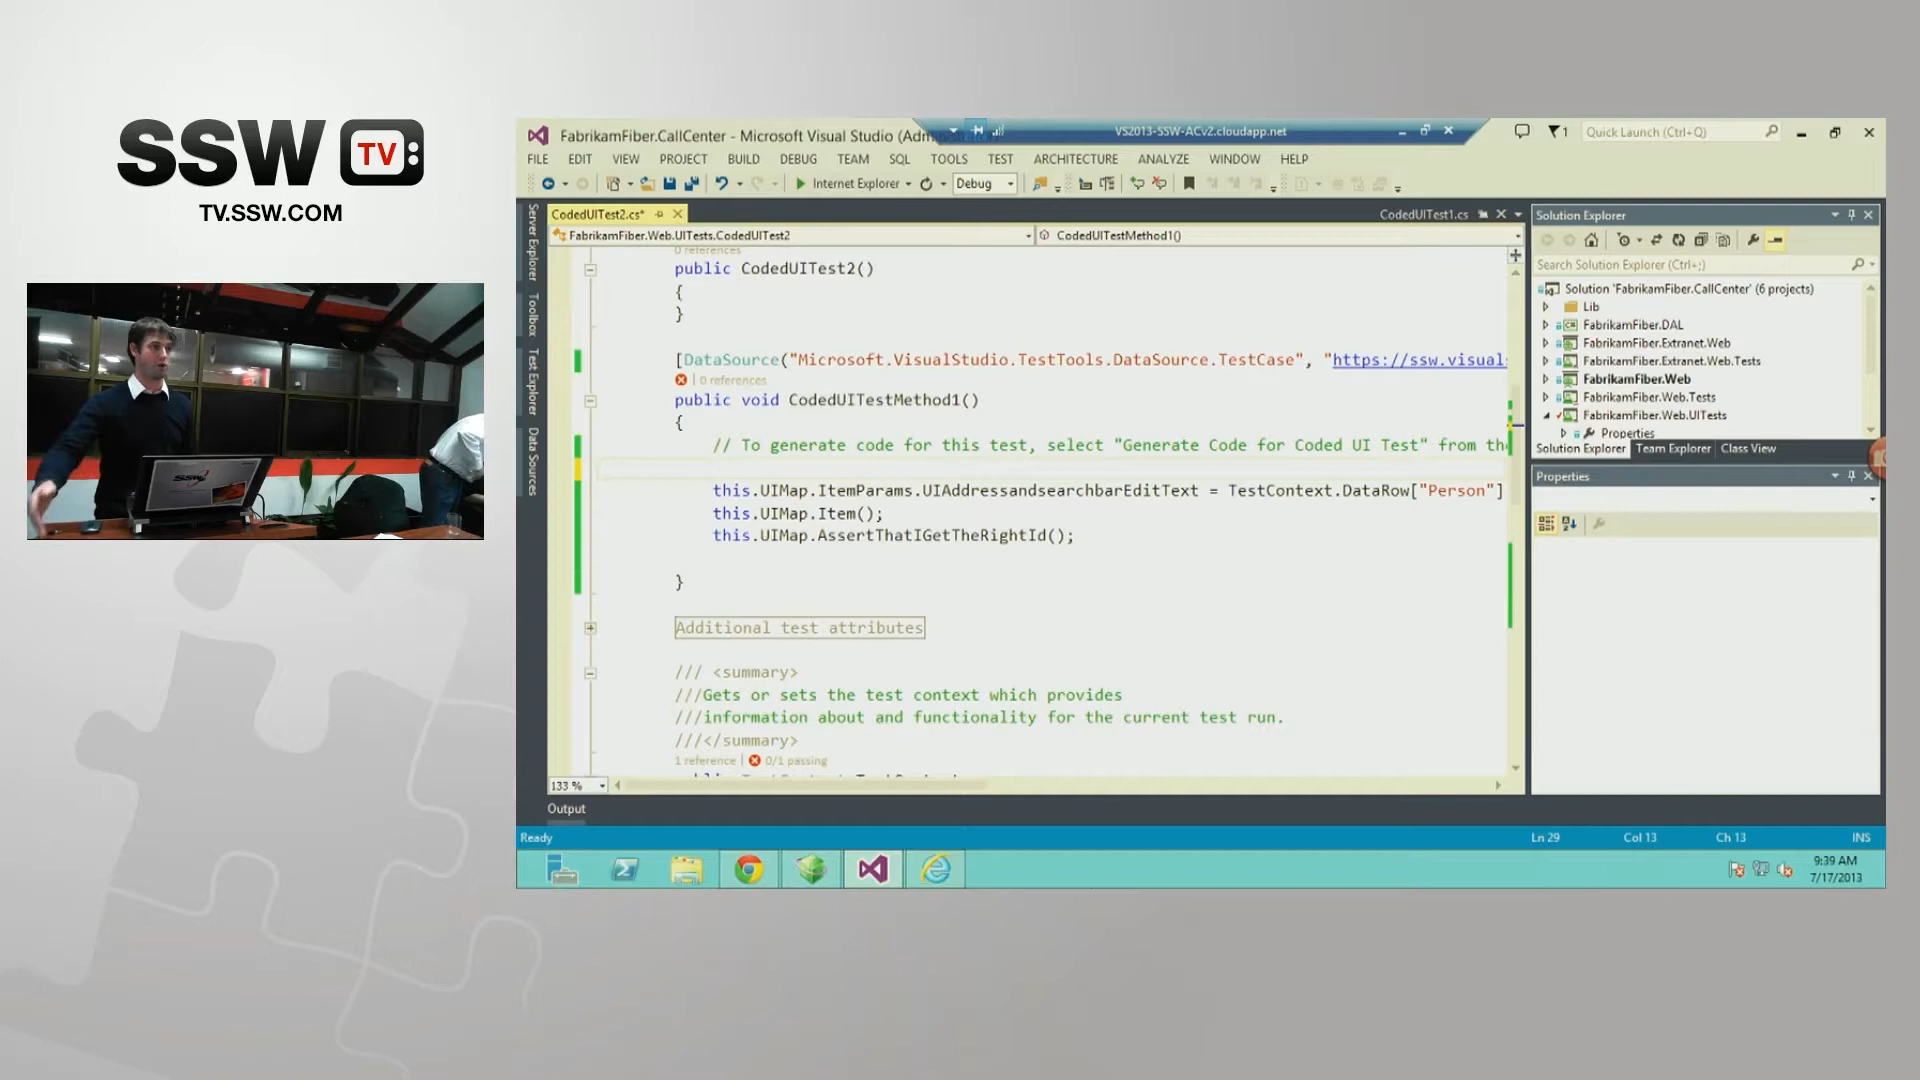 SSW TV:
TV.SSW.COM
FabrikamFiber.CallCenter - Microsoft Visual Studio (Adm
VS2013-SSW-ACv2.cloudapp.net
1
Quick Launch (Ctrl+Q)
FILE EDIT VIEW PROJECT BUILD DEBUG TEAM SQL TOOLS TEST ARCHITECTURE ANALYZE WINDOW HELP
Internet Explorer Debug
Server Explorer
Toolbox
Test Explorer
Data Sources
CodedUITest2.cs*
CodedUITest1.cs
FabrikamFiber.Web.UITests.CodedUITest2
CodedUITestMethod1()
0 references
public CodedUITest2()
{
}
[DataSource("Microsoft.VisualStudio.TestTools.DataSource.TestCase", "https://ssw.visual
0 references
public void CodedUITestMethod1()
{
// To generate code for this test, select "Generate Code for Coded UI Test" from the
this.UIMap.ItemParams.UIAddressandsearchbarEditText = TestContext.DataRow["Person"]
this.UIMap.Item();
this.UIMap.AssertThatIGetTheRightId();
}
Additional test attributes
/// <summary>
///Gets or sets the test context which provides
///information about and functionality for the current test run.
///</summary>
1 reference | 0/1 passing
133 %
Solution Explorer
Search Solution Explorer (Ctrl+;)
Solution 'FabrikamFiber.CallCenter' (6 projects)
Lib
FabrikamFiber.DAL
FabrikamFiber.Extranet.Web
FabrikamFiber.Extranet.Web.Tests
FabrikamFiber.Web
FabrikamFiber.Web.Tests
FabrikamFiber.Web.UITests
Properties
Solution Explorer Team Explorer Class View
Properties
Output
Ready
Ln 29 Col 13 Ch 13 INS
9:39 AM
7/17/2013